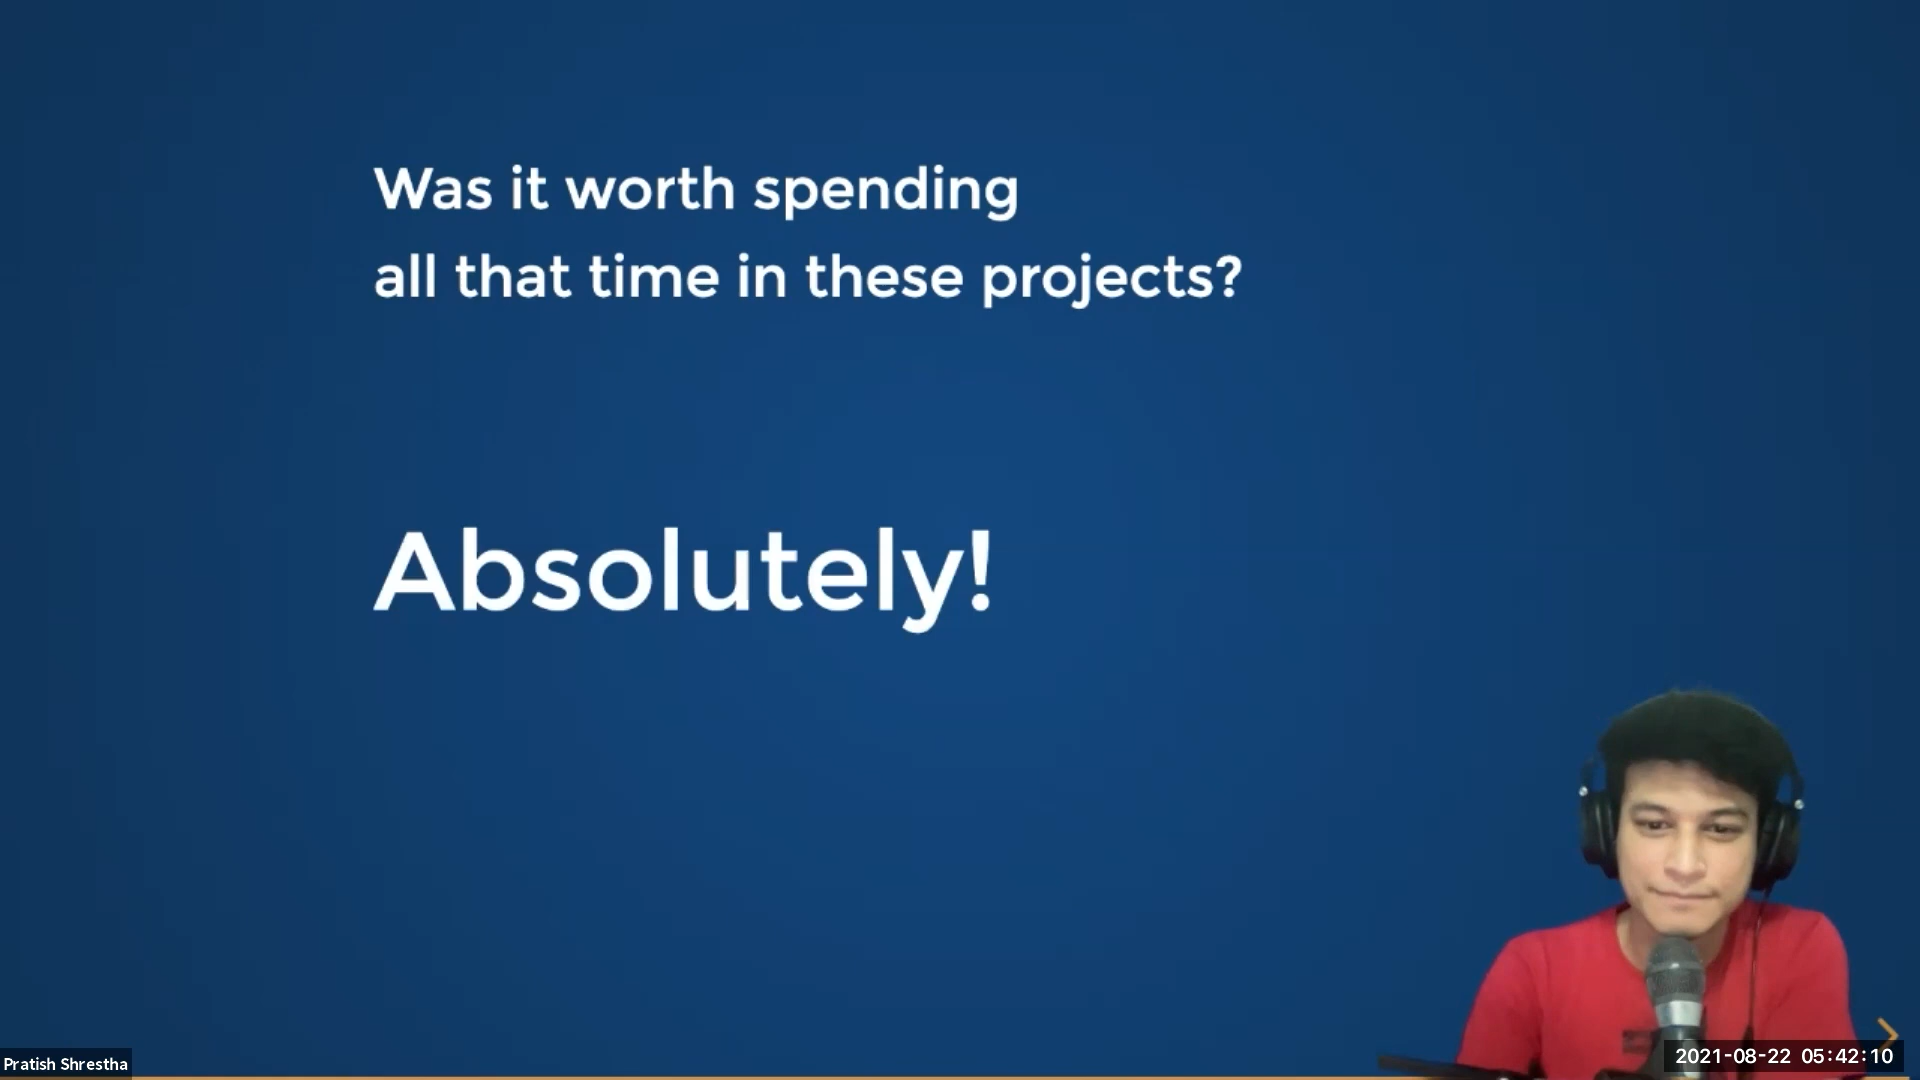 Was it worth spending
all that time in these projects?
Absolutely!
Pratish Shrestha
2021-08-22 05:42:10